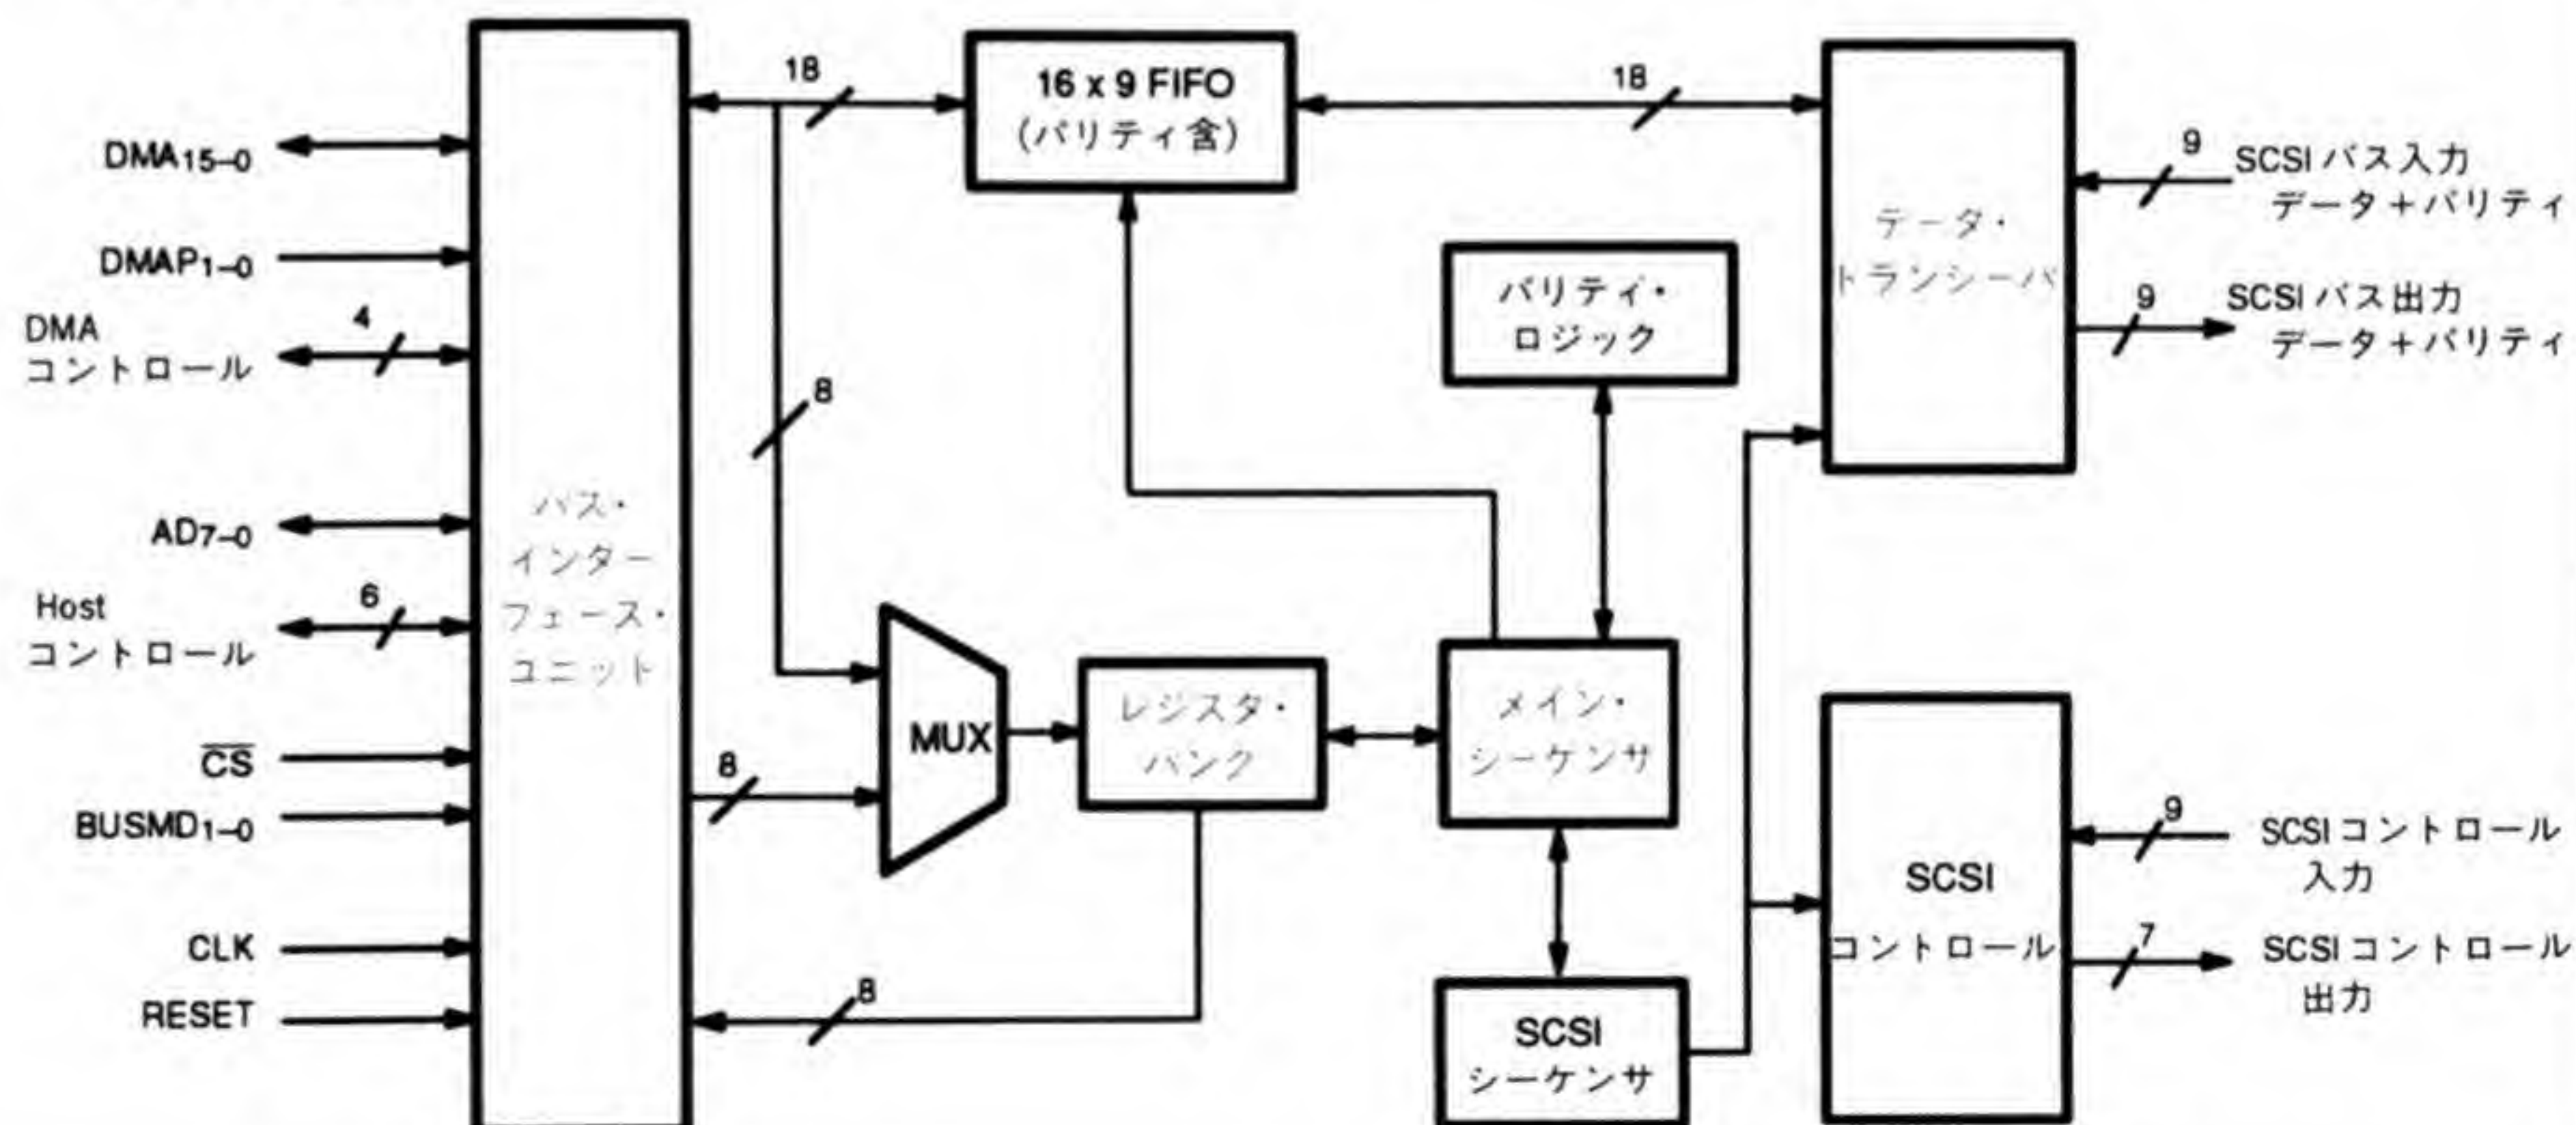 DMA15–0
DMAP1–0
DMA
コントロール
4
AD7–0
Host
コントロール
6
CS
BUSMD1–0
CLK
RESET
バス・
インター
フェース・
ユニット
18
8
8
8
16 x 9 FIFO
(パリティ含)
18
パリティ・
ロジック
MUX
レジスタ・
バンク
メイン・
シーケンサ
SCSI
シーケンサ
データ・
トランシーバ
9
SCSI バス入力
データ+パリティ
9
SCSI バス出力
データ+パリティ
SCSI
コントロール
9
SCSI コントロール
入力
7
SCSI コントロール
出力